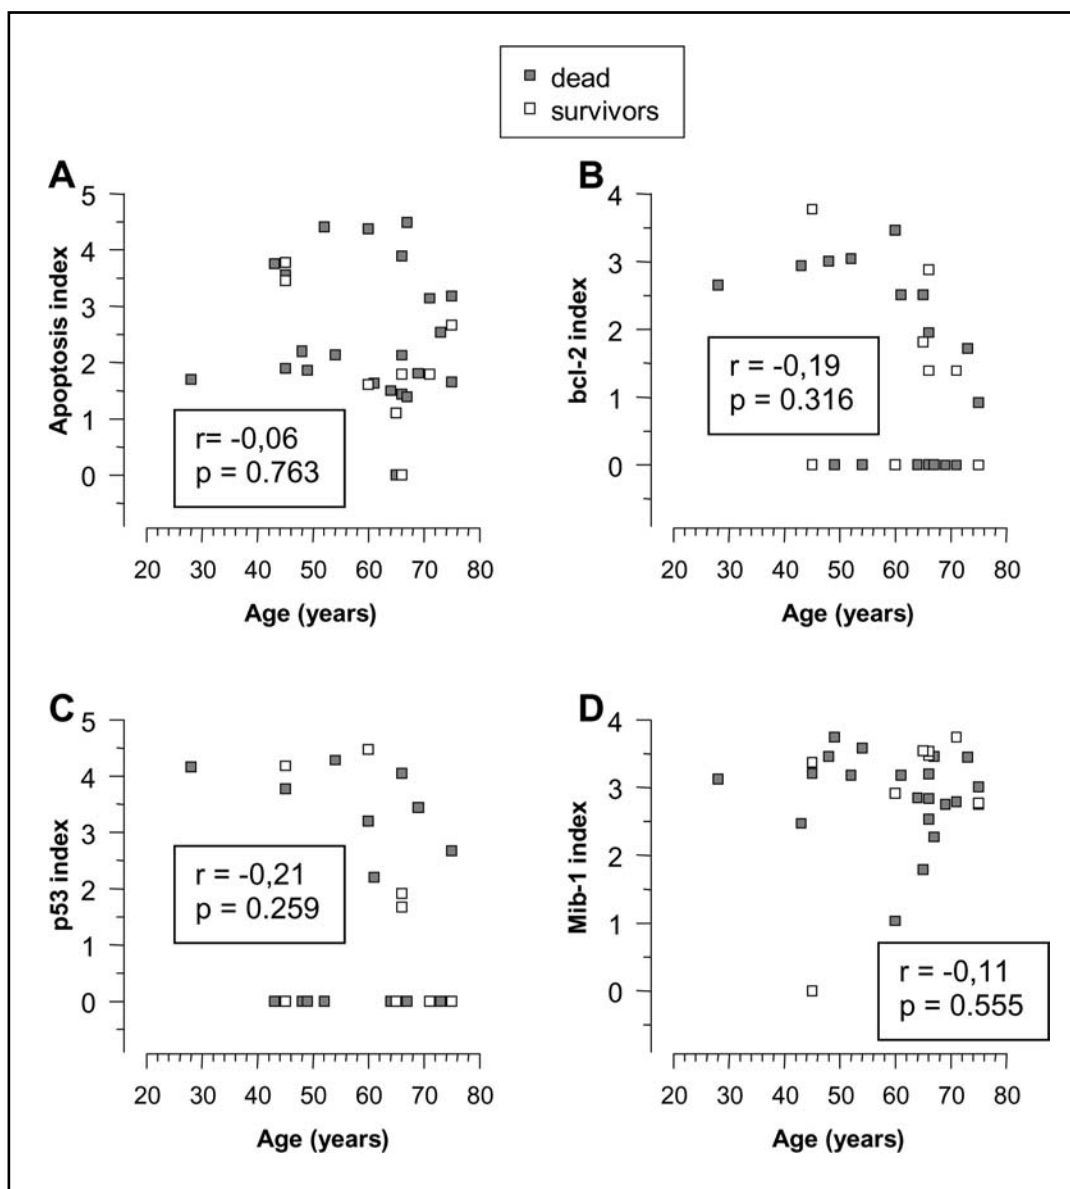 dead
survivors
A
5
4
3
2
1
0
Apoptosis index
r= -0,06
p = 0.763
20 30 40 50 60 70 80
Age (years)
B
4
3
2
1
0
bcl-2 index
r = -0,19
p = 0.316
20 30 40 50 60 70 80
Age (years)
C
5
4
3
2
1
0
p53 index
r = -0,21
p = 0.259
20 30 40 50 60 70 80
Age (years)
D
4
3
2
1
0
Mib-1 index
r = -0,11
p = 0.555
20 30 40 50 60 70 80
Age (years)